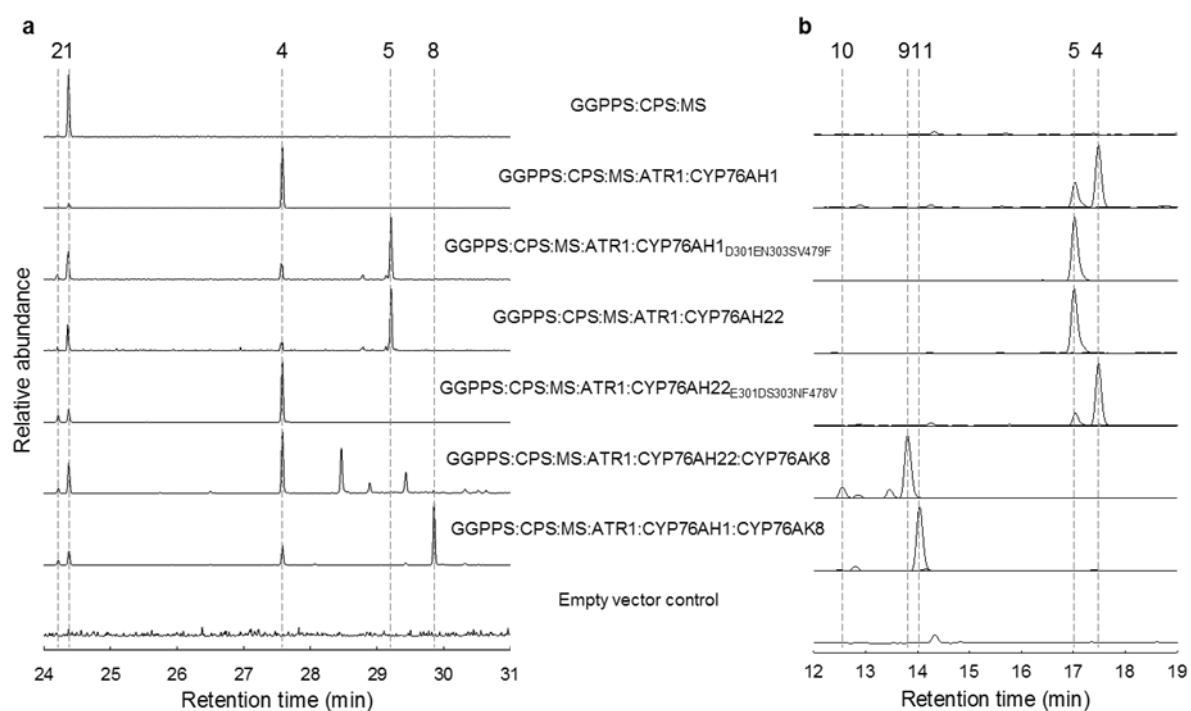 a
b
21 4 5 8
10 911 5 4
GGPPS:CPS:MS
GGPPS:CPS:MS:ATR1:CYP76AH1
GGPPS:CPS:MS:ATR1:CYP76AH1D301EN303SV479F
GGPPS:CPS:MS:ATR1:CYP76AH22
GGPPS:CPS:MS:ATR1:CYP76AH22E301DS303NF478V
GGPPS:CPS:MS:ATR1:CYP76AH22:CYP76AK8
GGPPS:CPS:MS:ATR1:CYP76AH1:CYP76AK8
Empty vector control
Relative abundance
24 25 26 27 28 29 30 31
12 13 14 15 16 17 18 19
Retention time (min)
Retention time (min)